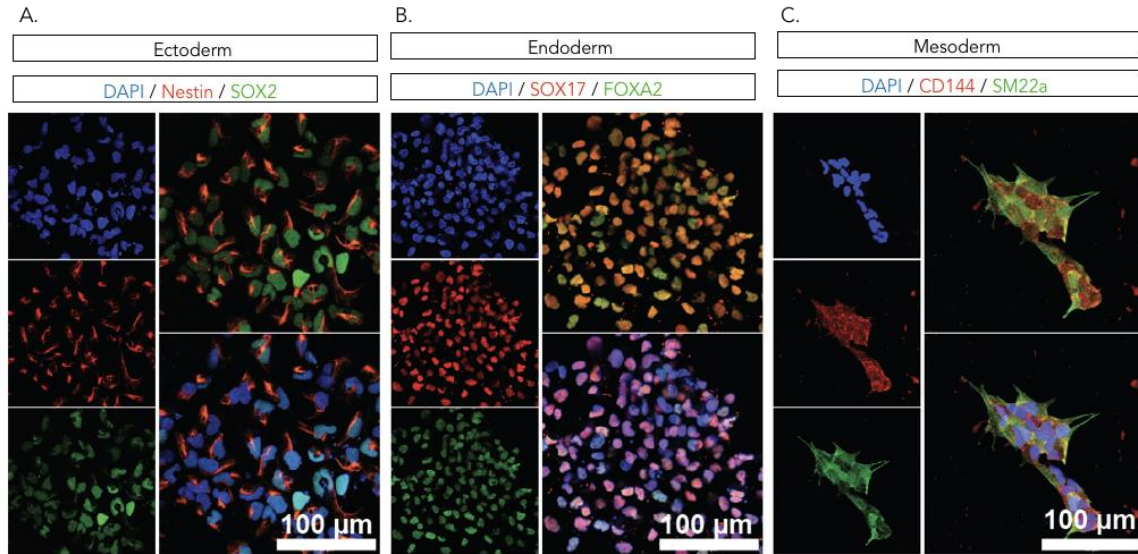 A.
Ectoderm
DAPI / Nestin / SOX2
100 µm
B.
Endoderm
DAPI / SOX17 / FOXA2
100 µm
C.
Mesoderm
DAPI / CD144 / SM22a
100 µm